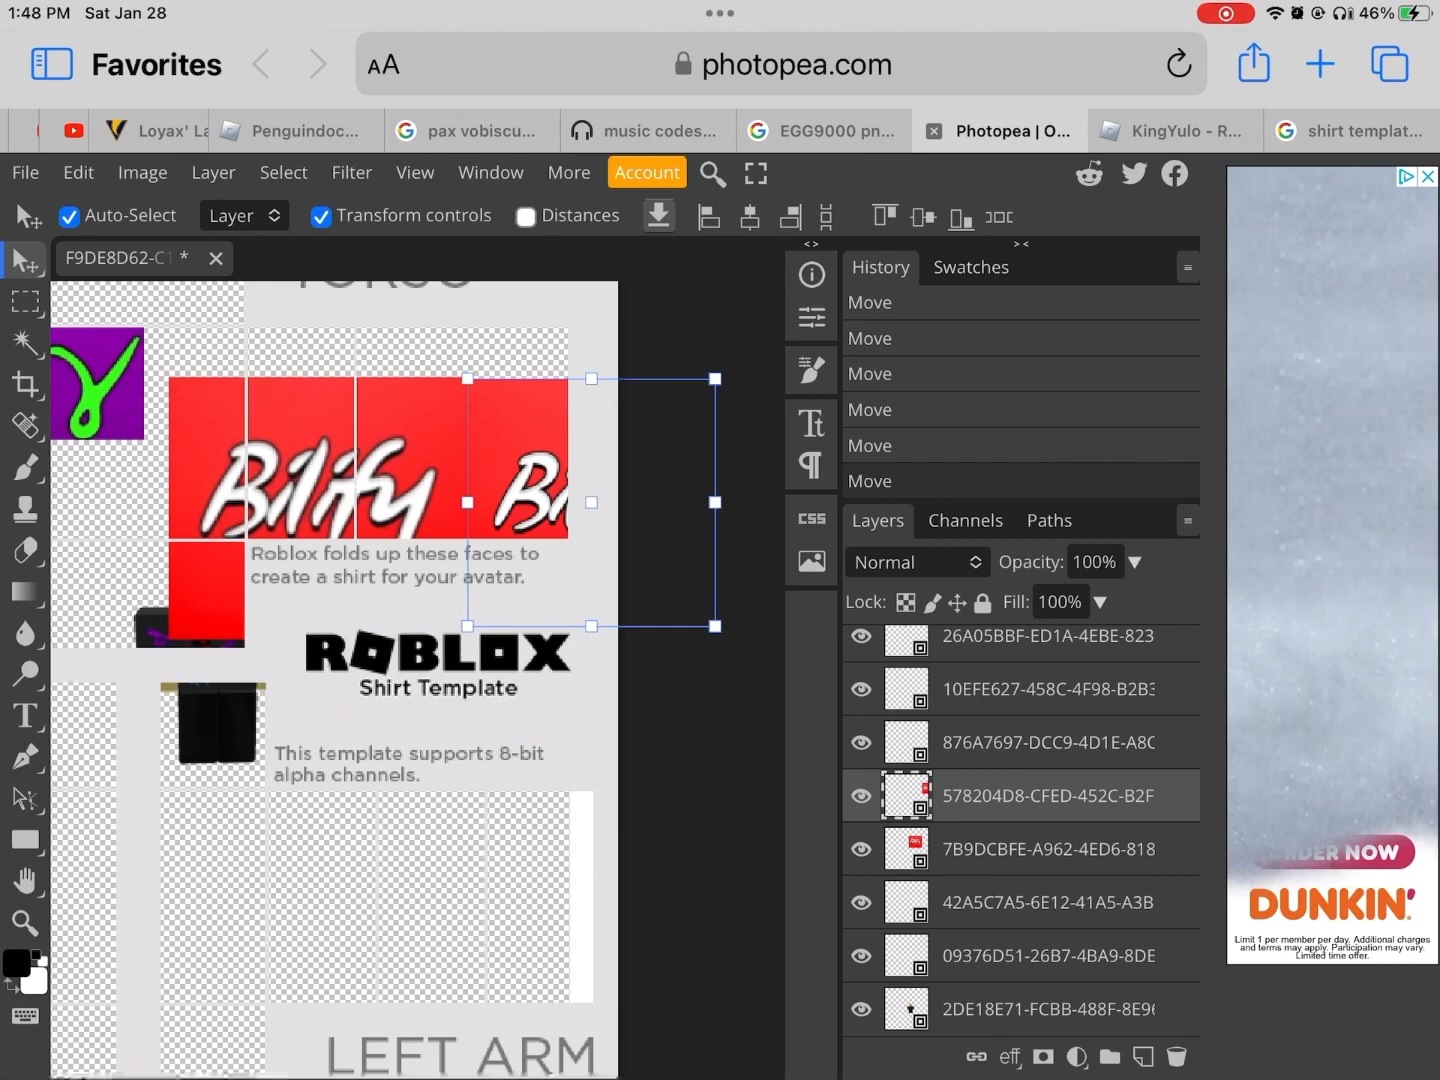 1:48 PM Sat Jan 28
46%
Favorites
AA
photopea.com
Loyax' La
Penguindoc...
pax vobiscu...
music codes...
EGG9000 pn...
Photopea | O...
KingYulo - R...
shirt templat...
File Edit Image Layer Select Filter View Window More Account
Auto-Select
Layer
Transform controls
Distances
F9DE8D62-C1 *
< >
> <
History
Swatches
Move
Move
Move
Move
Move
Move
CSS
Layers
Channels
Paths
Normal
Opacity: 100%
Lock:
Fill: 100%
26A05BBF-ED1A-4EBE-823
10EFE627-458C-4F98-B2B3
876A7697-DCC9-4D1E-A8C
578204D8-CFED-452C-B2F
7B9DCBFE-A962-4ED6-818
42A5C7A5-6E12-41A5-A3B
09376D51-26B7-4BA9-8DE
2DE18E71-FCBB-488F-8E96
eff
TORSO
Roblox folds up these faces to
create a shirt for your avatar.
ROBLOX
Shirt Template
This template supports 8-bit
alpha channels.
LEFT ARM
ORDER NOW
DUNKIN'
Limit 1 per member per day. Additional charges
and terms may apply. Participation may vary.
Limited time offer.